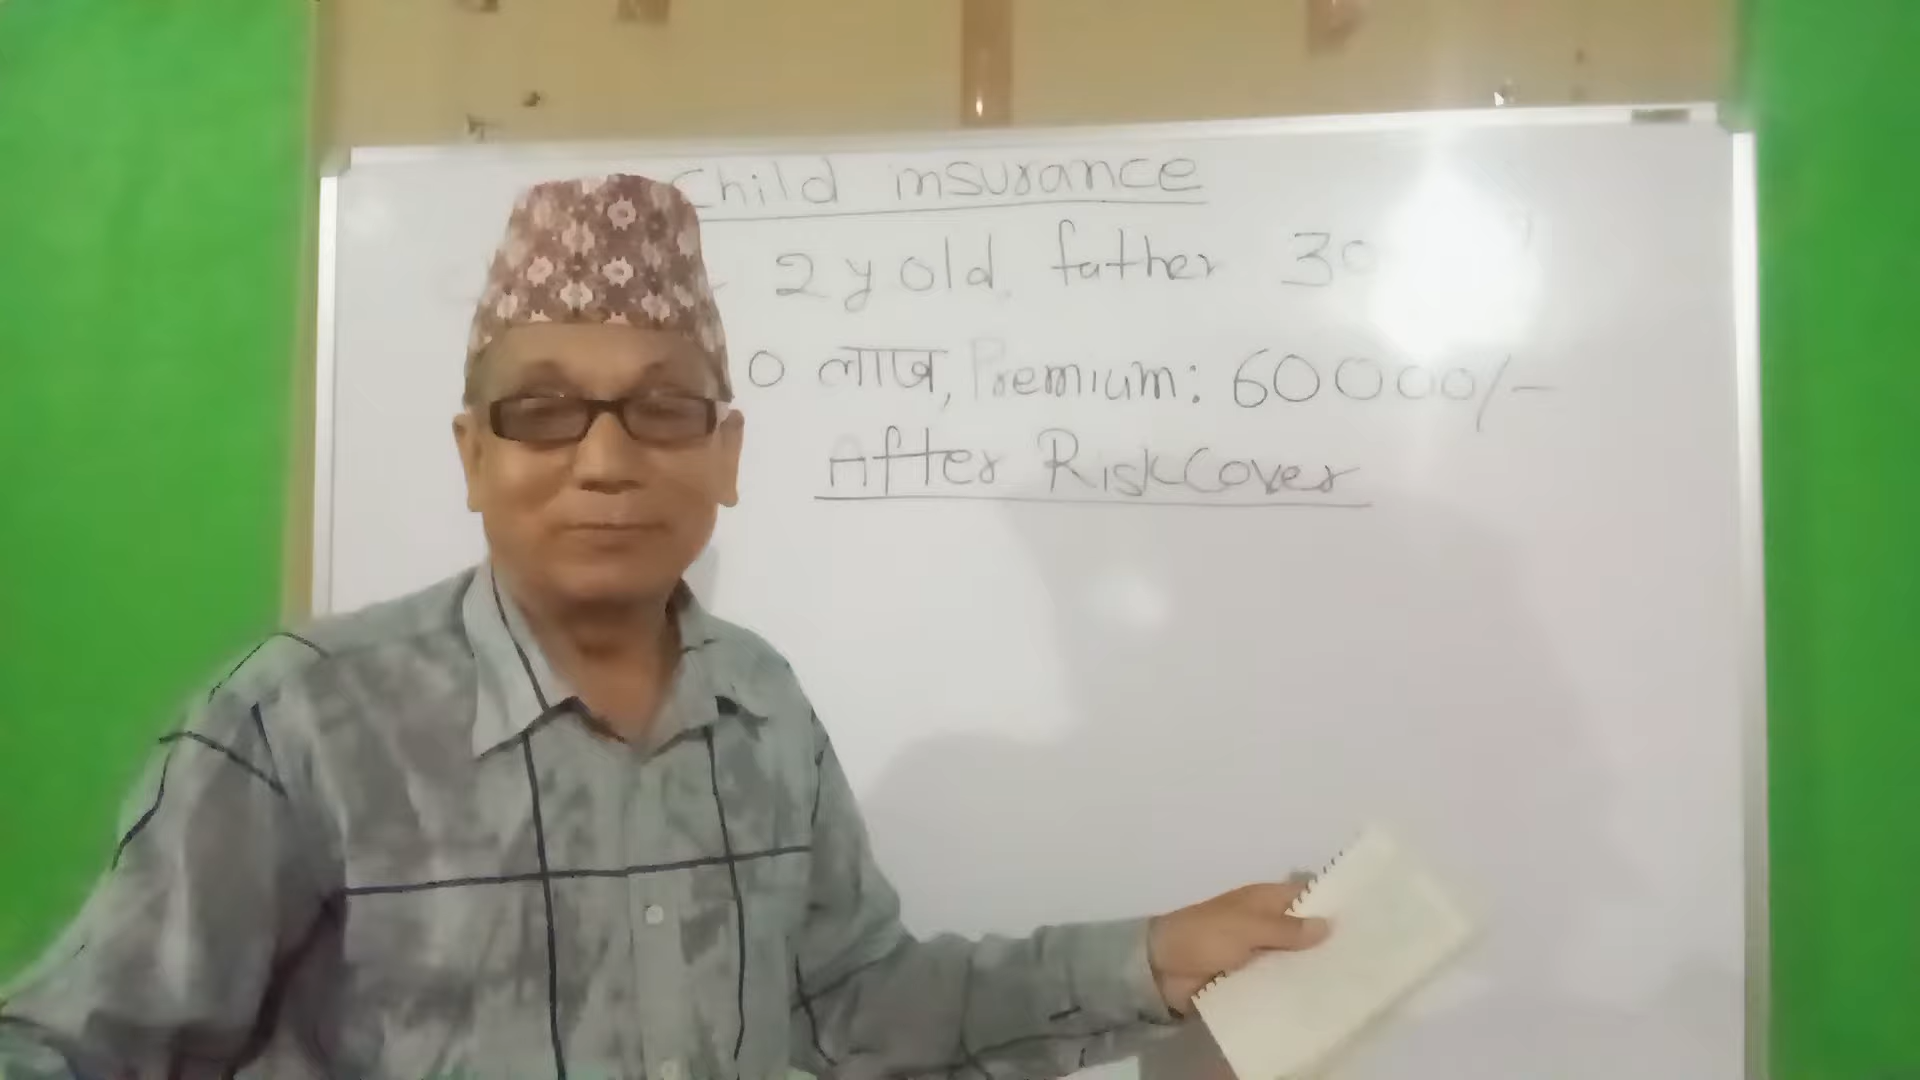 Child insurance
2 y old. father 30
0 लाख, Premium: 60000/-
After Risk Cover